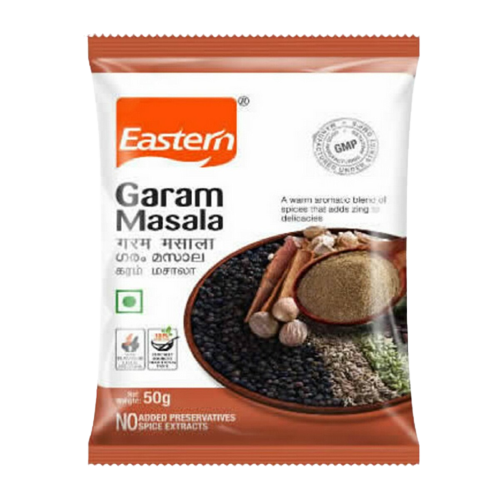 Eastern®
GMP
Garam
Masala
गरम मसाला
ഗരം മസാല
கரம் மசாலா
A warm aromatic blend of
spices that adds zing to
delicacies
Net
Weight: 50g
NO ADDED PRESERVATIVES
SPICE EXTRACTS